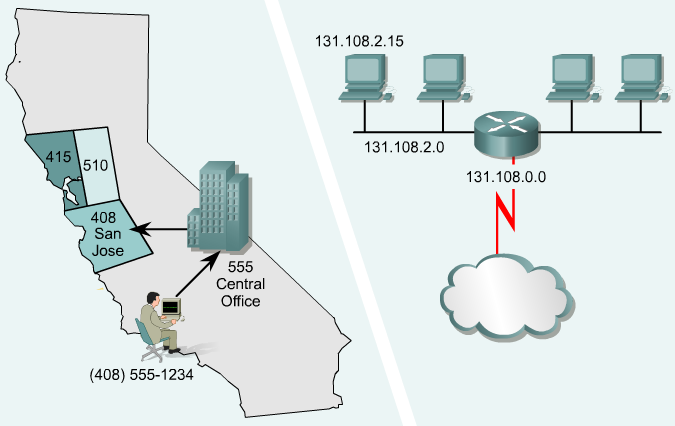 415
510
408
San
Jose
555
Central
Office
(408) 555-1234
131.108.2.15
131.108.2.0
131.108.0.0